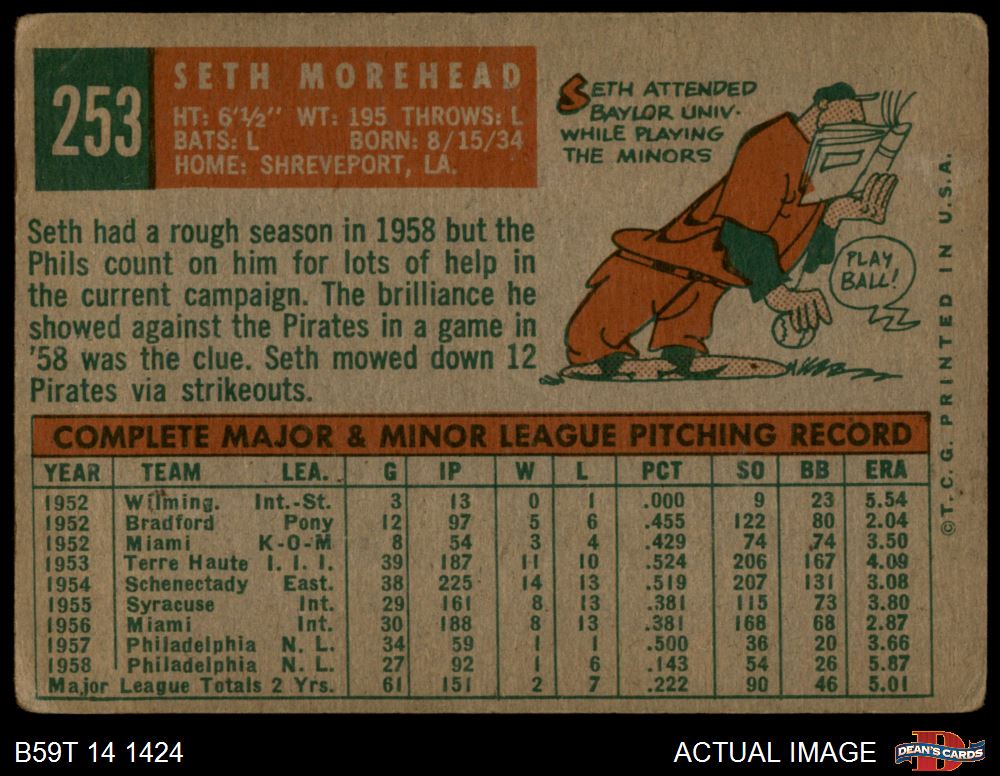 253
SETH MOREHEAD
HT: 6'½" WT: 195 THROWS: L
BATS: L BORN: 8/15/34
HOME: SHREVEPORT, LA.
SETH ATTENDED
BAYLOR UNIV.
WHILE PLAYING
THE MINORS
PLAY
BALL!
Seth had a rough season in 1958 but the
Phils count on him for lots of help in
the current campaign. The brilliance he
showed against the Pirates in a game in
'58 was the clue. Seth mowed down 12
Pirates via strikeouts.
©T.C.G. PRINTED IN U.S.A.
COMPLETE MAJOR & MINOR LEAGUE PITCHING RECORD
YEAR TEAM LEA. G IP W L PCT SO BB ERA
1952 Wilming. Int.-St. 3 13 0 1 .000 9 23 5.54
1952 Bradford Pony 12 97 5 6 .455 122 80 2.04
1952 Miami K-O-M 8 54 3 4 .429 74 74 3.50
1953 Terre Haute I. I. I. 39 187 11 10 .524 206 167 4.09
1954 Schenectady East. 38 225 14 13 .519 207 131 3.08
1955 Syracuse Int. 29 161 8 13 .381 115 73 3.80
1956 Miami Int. 30 188 8 13 .381 168 68 2.87
1957 Philadelphia N. L. 34 59 1 1 .500 36 20 3.66
1958 Philadelphia N. L. 27 92 1 6 .143 54 26 5.87
Major League Totals 2 Yrs. 61 151 2 7 .222 90 46 5.01
B59T 14 1424
ACTUAL IMAGE
D
DEAN'S CARDS